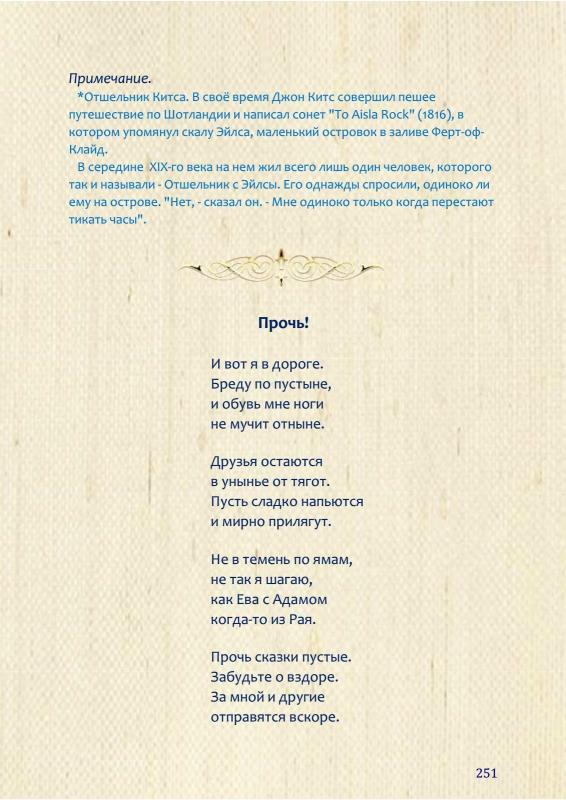 Примечание.
*Отшельник Китса. В своё время Джон Китс совершил пешее
путешествие по Шотландии и написал сонет "To Aisla Rock" (1816), в
котором упомянул скалу Эйлса, маленький островок в заливе Ферт-оф-
Клайд.
В середине XIX-го века на нем жил всего лишь один человек, которого
так и называли - Отшельник с Эйлсы. Его однажды спросили, одиноко ли
ему на острове. "Нет, - сказал он. - Мне одиноко только когда перестают
тикать часы".
Прочь!
И вот я в дороге.
Бреду по пустыне,
и обувь мне ноги
не мучит отныне.
Друзья остаются
в унынье от тягот.
Пусть сладко напьются
и мирно прилягут.
Не в темень по ямам,
не так я шагаю,
как Ева с Адамом
когда-то из Рая.
Прочь сказки пустые.
Забудьте о вздоре.
За мной и другие
отправятся вскоре.
251